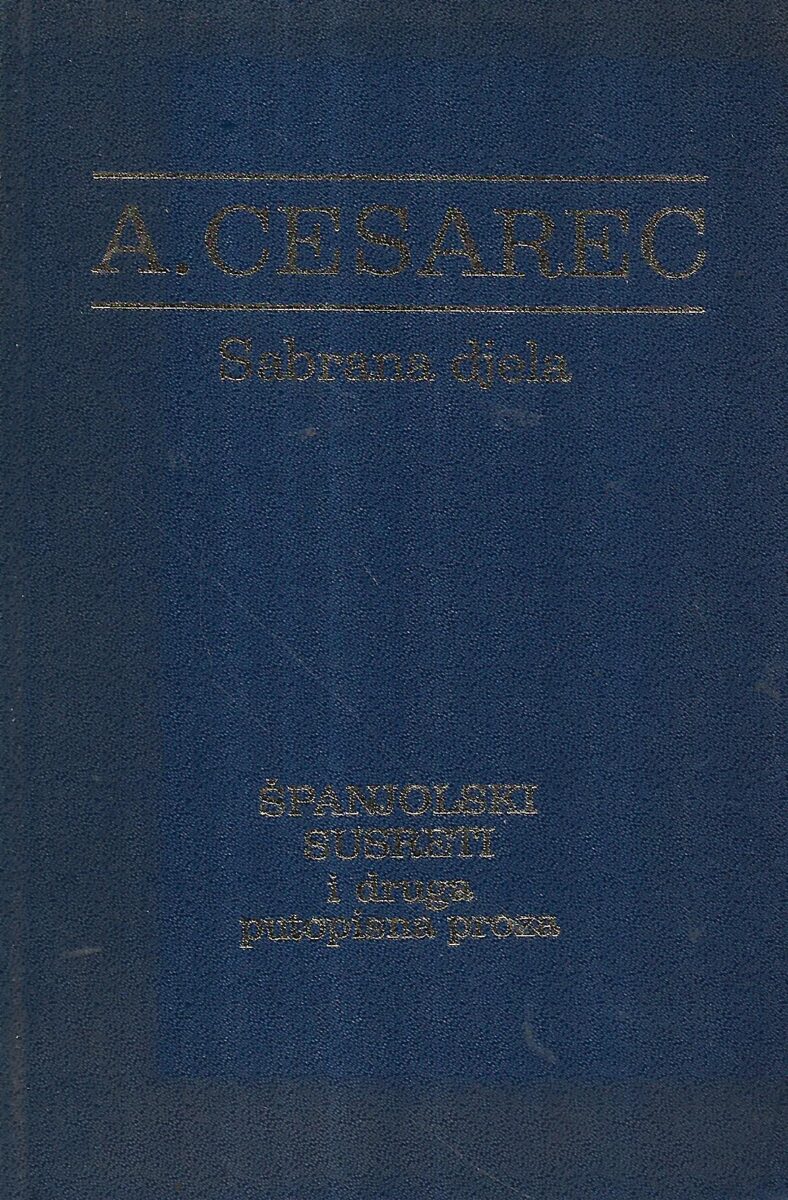 A. CESAREC
Sabrana djela
ŠPANJOLSKI
SUSRETI
i druga
putopisna proza